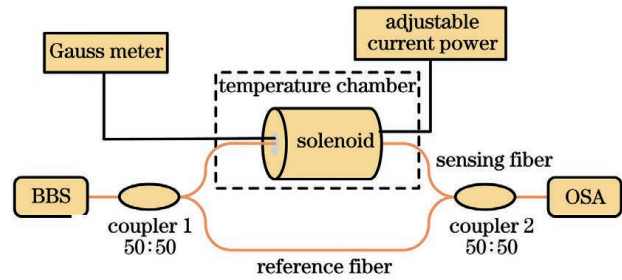 adjustable
current power
Gauss meter
temperature chamber
solenoid
sensing fiber
BBS
OSA
coupler 1
50:50
coupler 2
50:50
reference fiber